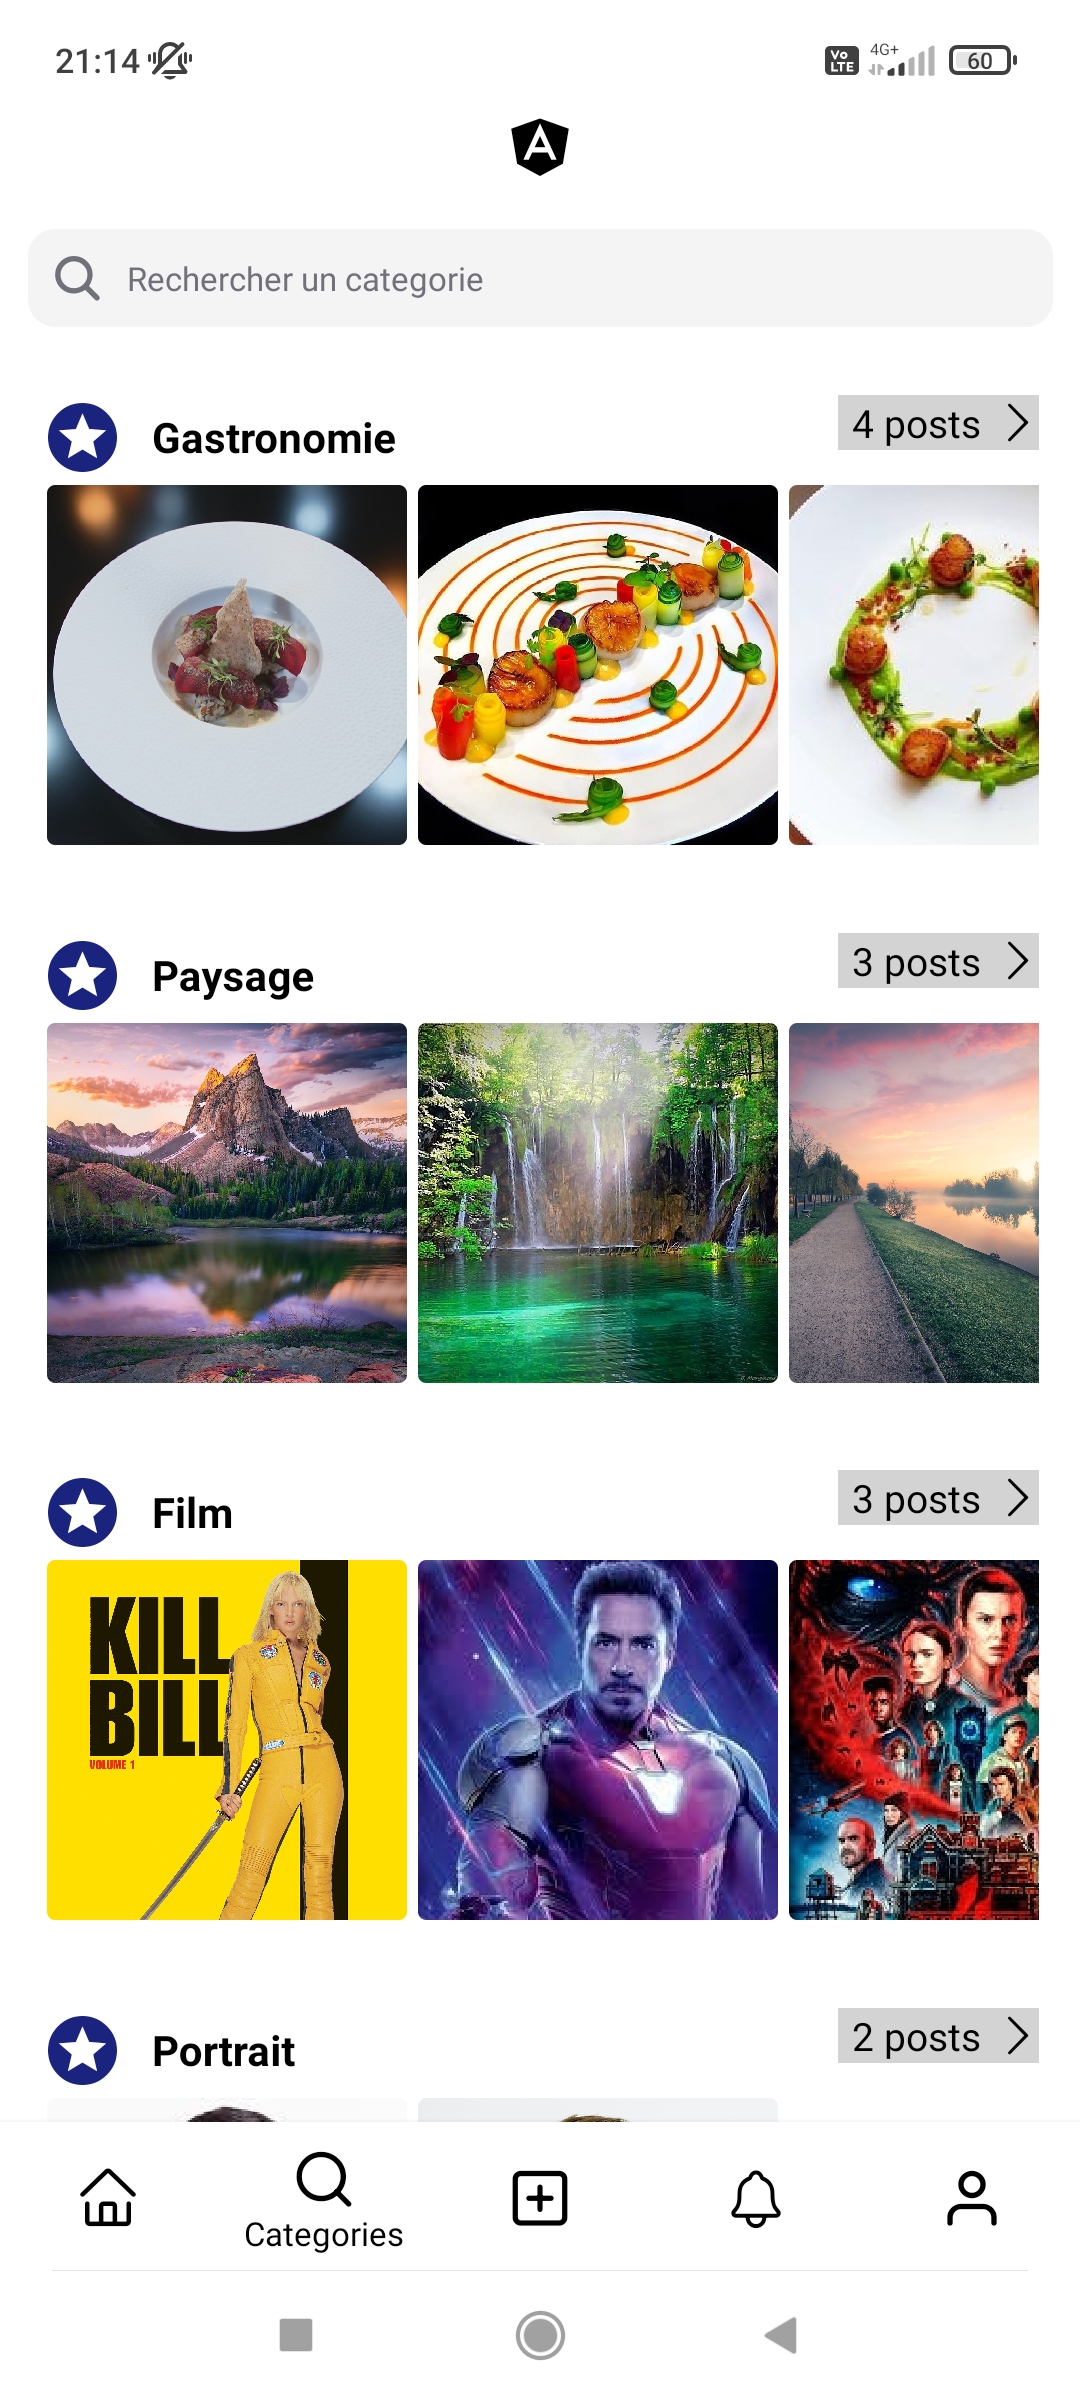 21:14
Vo LTE
4G+
60
Rechercher un categorie
Gastronomie
4 posts
Paysage
3 posts
Film
3 posts
KILL
BILL
VOLUME 1
Portrait
2 posts
Categories